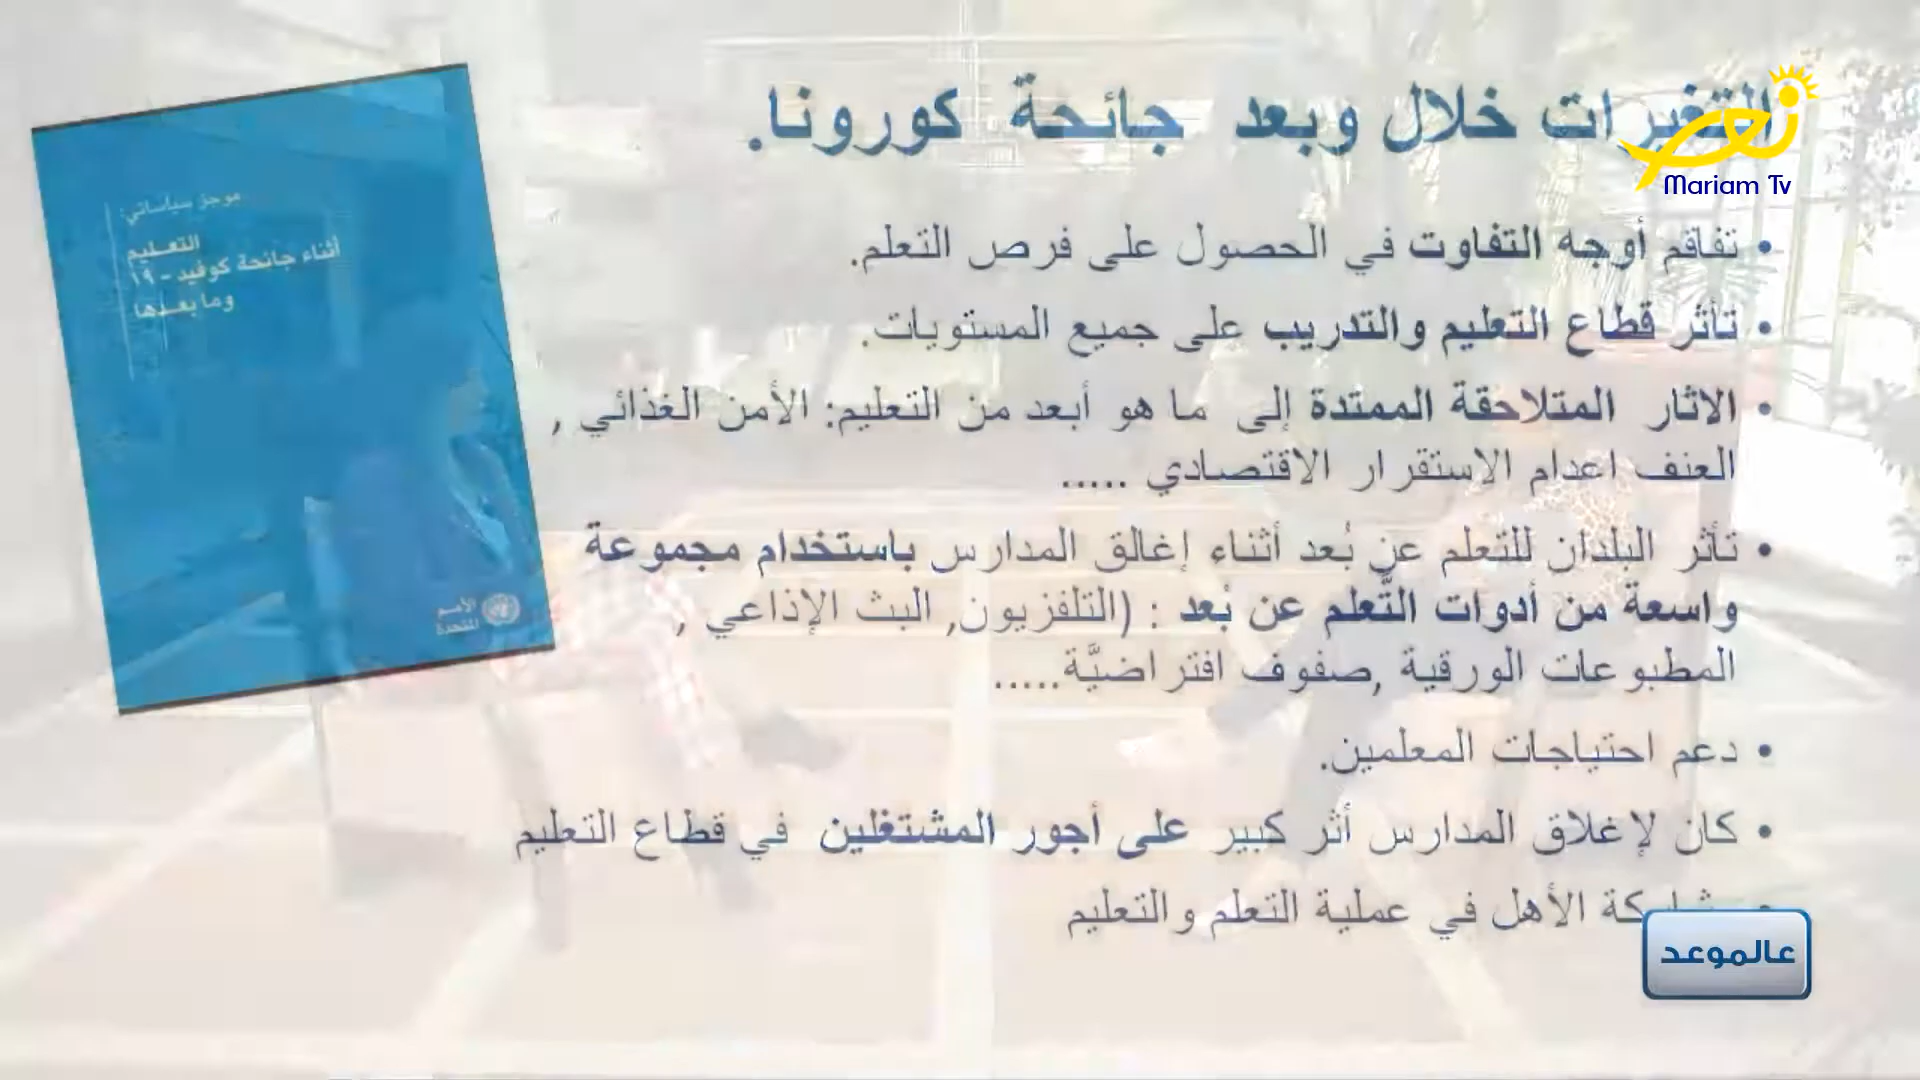 التغيرات خلال وبعد جائحة كورونا.
نعم
Mariam Tv
• تفاقم أوجه التفاوت في الحصول على فرص التعلم.
• تأثر قطاع التعليم والتدريب على جميع المستويات.
• الاثار المتلاحقة الممتدة إلى ما هو أبعد من التعليم: الأمن الغذائي ,
العنف اعدام الاستقرار الاقتصادي .....
• تأثر البلدان للتعلم عن بُعد أثناء إغالق المدارس باستخدام مجموعة
واسعة من أدوات التَّعلم عن بُعد : (التلفزيون, البث الإذاعي ,
المطبوعات الورقية ,صفوف افتراضيَّة.....
• دعم احتياجات المعلمين.
• كان لإغلاق المدارس أثر كبير على أجور المشتغلين في قطاع التعليم
• مشاركة الأهل في عملية التعلم والتعليم
موجز سياساتي:
التعليم
أثناء جائحة كوفيد - ١٩
وما بعدها
الأمم
المتحدة
عالموعد